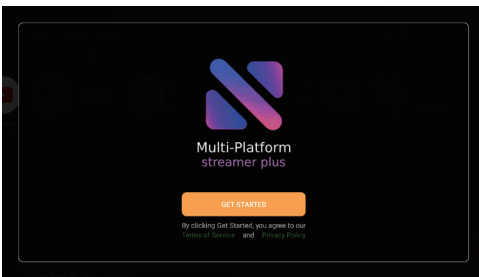 Multi-Platform
streamer plus
GET STARTED
By clicking Get Started, you agree to our
Terms of Service and Privacy Policy